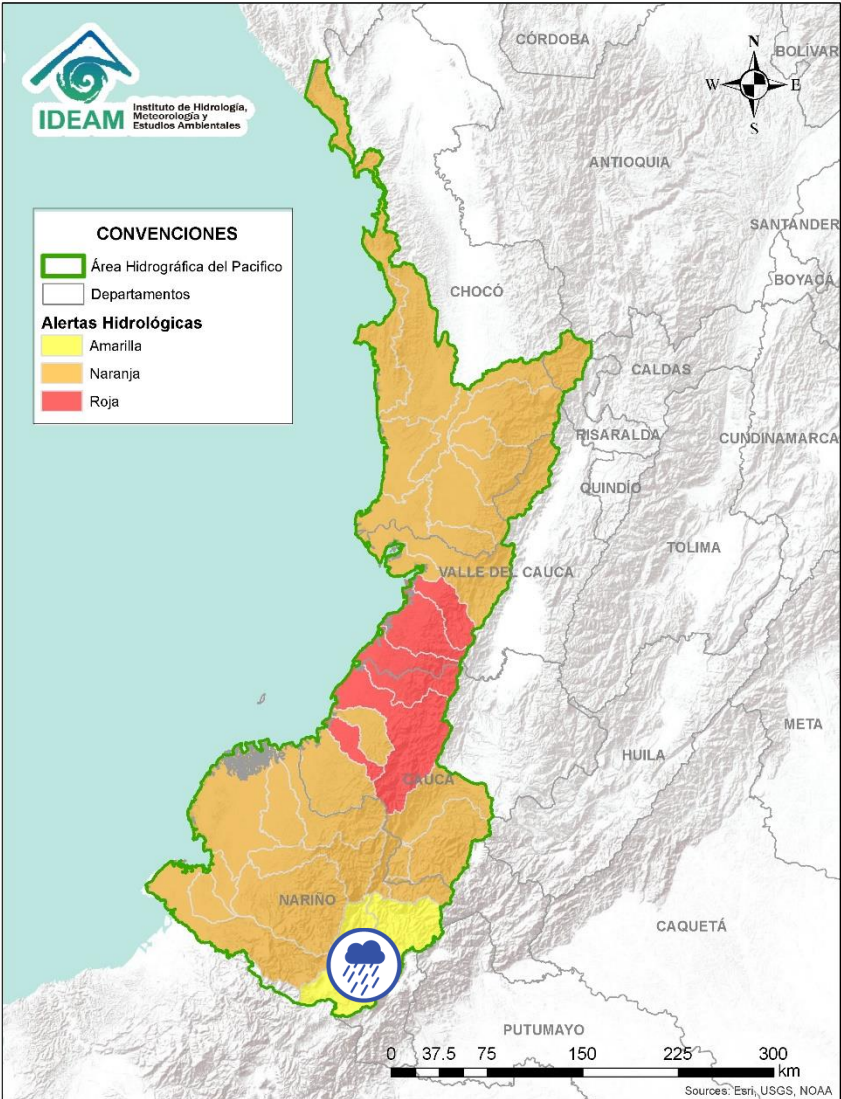 IDEAM
Instituto de Hidrología,
Meteorología y
Estudios Ambientales
N
W
E
S
CÓRDOBA
BOLÍVAR
ANTIOQUIA
SANTANDER
BOYACÁ
CHOCÓ
CONVENCIONES
Área Hidrográfica del Pacifico
Departamentos
Alertas Hidrológicas
Amarilla
Naranja
Roja
CALDAS
RISARALDA
CUNDINAMARCA
QUINDÍO
TOLIMA
VALLE DEL CAUCA
META
HUILA
CAUCA
NARIÑO
CAQUETÁ
PUTUMAYO
0 37.5 75 150 225 300
km
Sources: Esri, USGS, NOAA